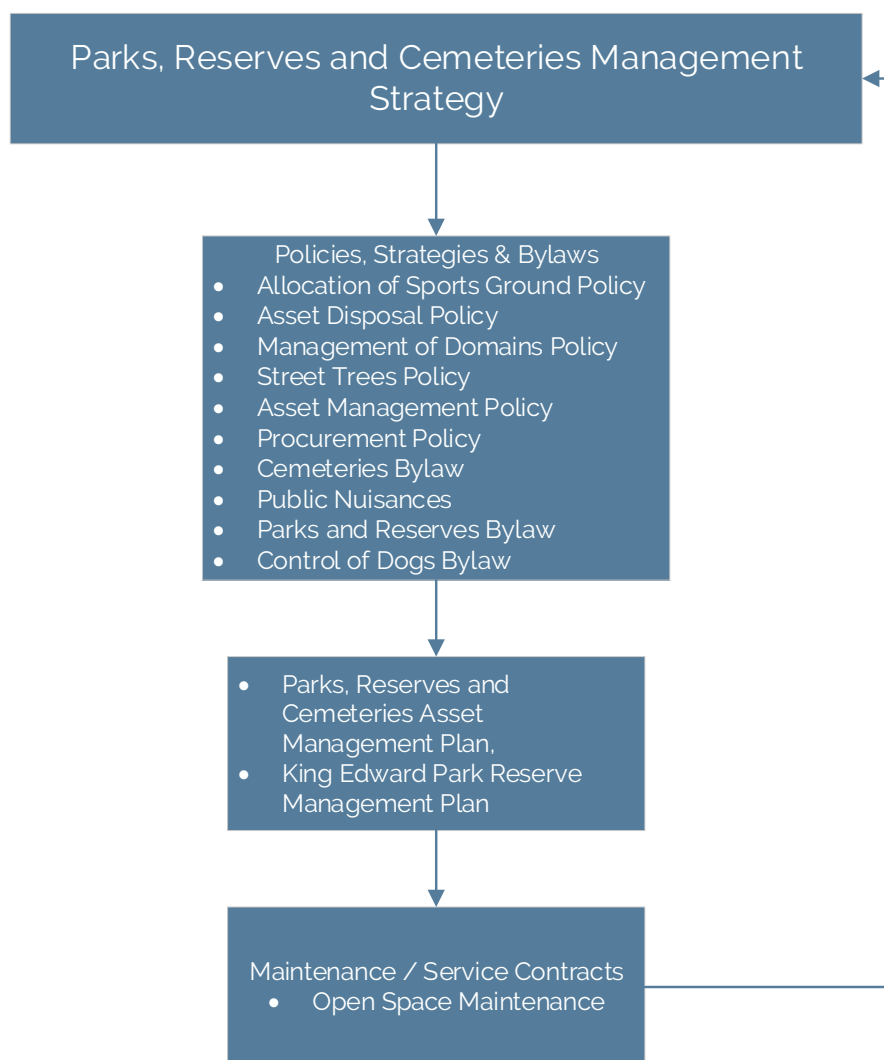 Parks, Reserves and Cemeteries Management
Strategy
Policies, Strategies & Bylaws
• Allocation of Sports Ground Policy
• Asset Disposal Policy
• Management of Domains Policy
• Street Trees Policy
• Asset Management Policy
• Procurement Policy
• Cemeteries Bylaw
• Public Nuisances
• Parks and Reserves Bylaw
• Control of Dogs Bylaw
• Parks, Reserves and
Cemeteries Asset
Management Plan,
• King Edward Park Reserve
Management Plan
Maintenance / Service Contracts
• Open Space Maintenance